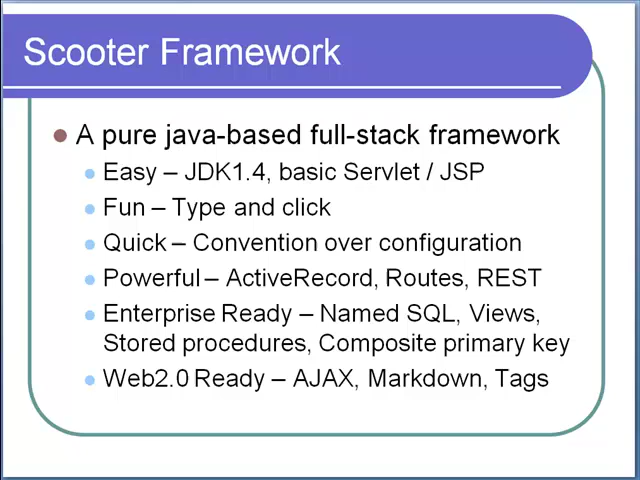 Scooter Framework
A pure java-based full-stack framework
Easy – JDK1.4, basic Servlet / JSP
Fun – Type and click
Quick – Convention over configuration
Powerful – ActiveRecord, Routes, REST
Enterprise Ready – Named SQL, Views,
Stored procedures, Composite primary key
Web2.0 Ready – AJAX, Markdown, Tags